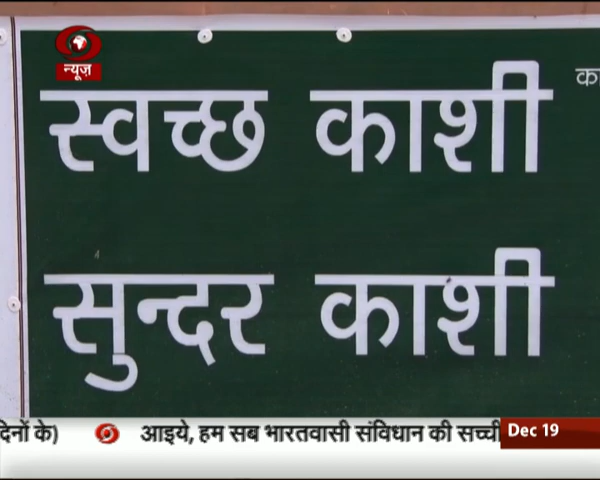 न्यूज़
स्वच्छ काशी
सुन्दर काशी
दिनों के) आइये, हम सब भारतवासी संविधान की सच्ची
Dec 19